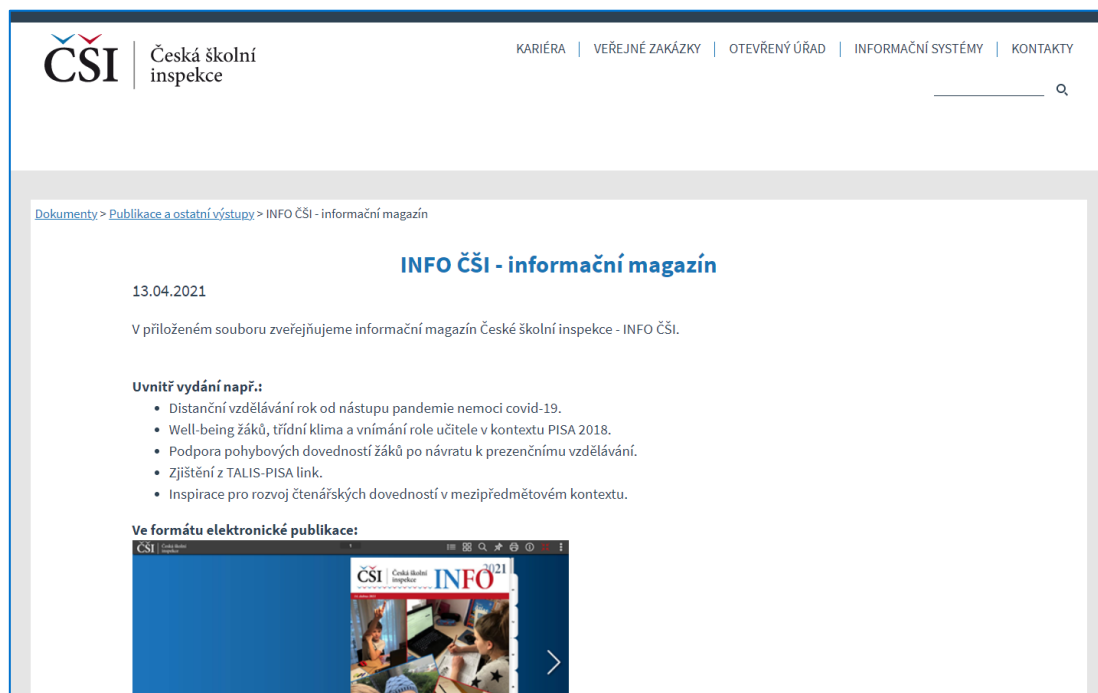 ČŠI Česká školní
inspekce
KARIÉRA | VEŘEJNÉ ZAKÁZKY | OTEVŘENÝ ÚŘAD | INFORMAČNÍ SYSTÉMY | KONTAKTY
Dokumenty > Publikace a ostatní výstupy > INFO ČŠI - informační magazín
INFO ČŠI - informační magazín
13.04.2021
V přiloženém souboru zveřejňujeme informační magazín České školní inspekce - INFO ČŠI.
Uvnitř vydání např.:
• Distanční vzdělávání rok od nástupu pandemie nemoci covid-19.
• Well-being žáků, třídní klima a vnímání role učitele v kontextu PISA 2018.
• Podpora pohybových dovedností žáků po návratu k prezenčnímu vzdělávání.
• Zjištění z TALIS-PISA link.
• Inspirace pro rozvoj čtenářských dovedností v mezipředmětovém kontextu.
Ve formátu elektronické publikace:
ČŠI Česká školní
inspekce
1
ČŠI Česká školní
inspekce
INFO 2021